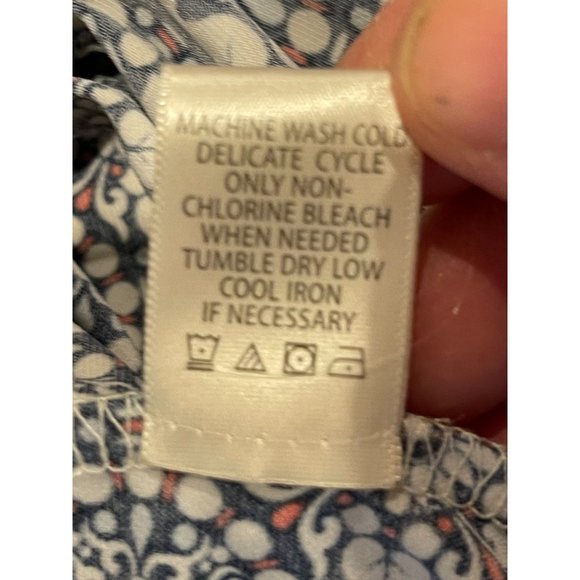 MACHINE WASH COLD
DELICATE CYCLE
ONLY NON-
CHLORINE BLEACH
WHEN NEEDED
TUMBLE DRY LOW
COOL IRON
IF NECESSARY